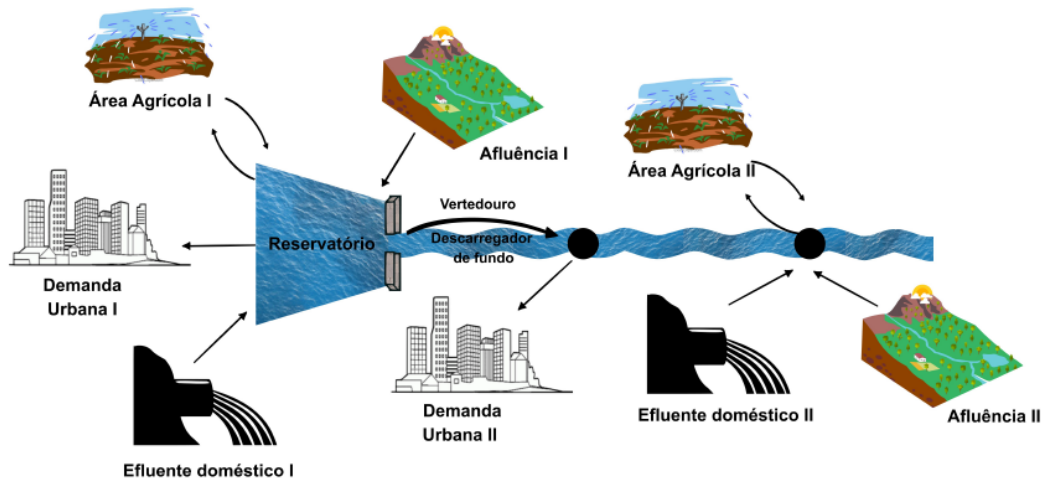 Área Agrícola I
Afluência I
Área Agrícola II
Vertedouro
Reservatório
Descarregador
de fundo
Demanda
Urbana I
Demanda
Urbana II
Efluente doméstico II
Afluência II
Efluente doméstico I